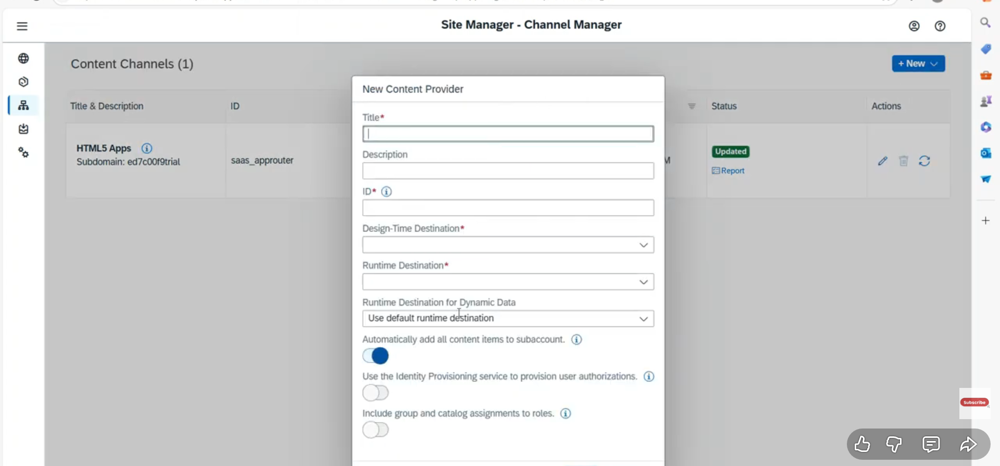 Site Manager - Channel Manager
Content Channels (1)
+ New
Title & Description
ID
Status
Actions
HTML5 Apps
Subdomain: ed7c00f9trial
saas_approuter
M
Updated
Report
New Content Provider
Title*
Description
ID*
Design-Time Destination*
Runtime Destination*
Runtime Destination for Dynamic Data
Use default runtime destination
Automatically add all content items to subaccount.
Use the Identity Provisioning service to provision user authorizations.
Include group and catalog assignments to roles.
Subscribe